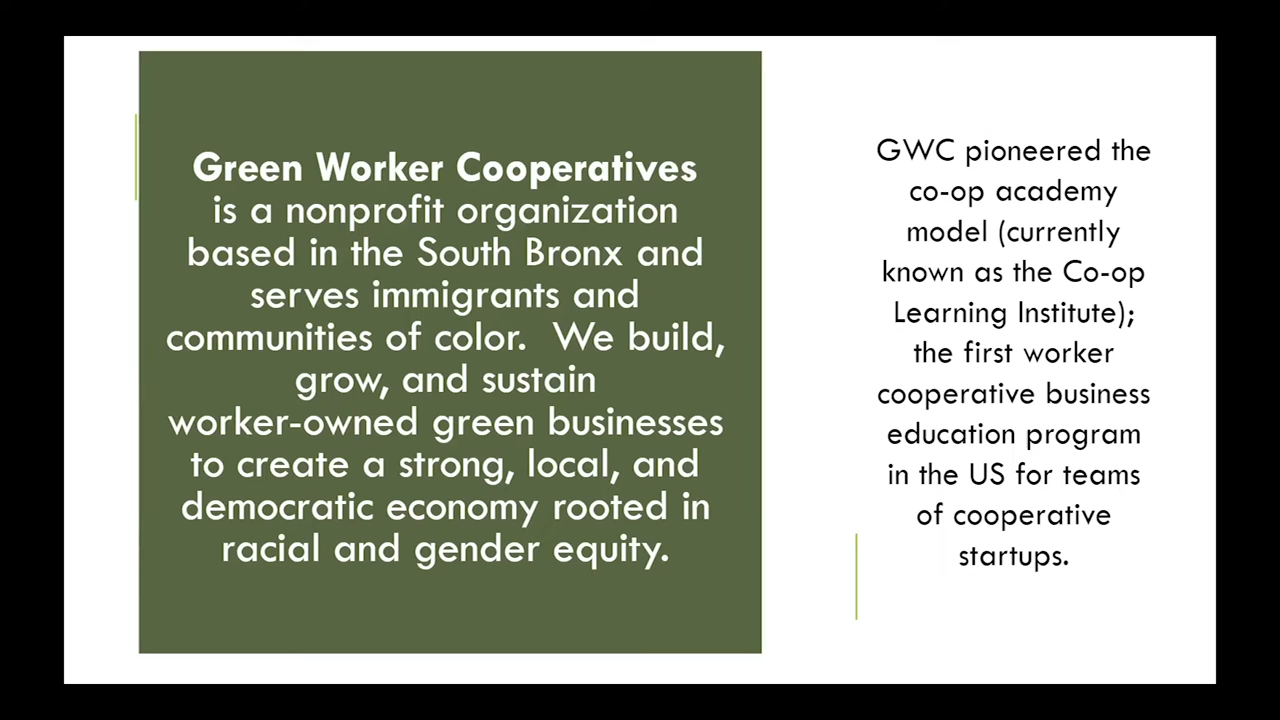 Green Worker Cooperatives
is a nonprofit organization
based in the South Bronx and
serves immigrants and
communities of color.  We build,
grow, and sustain
worker-owned green businesses
to create a strong, local, and
democratic economy rooted in
racial and gender equity.
GWC pioneered the
co-op academy
model (currently
known as the Co-op
Learning Institute);
the first worker
cooperative business
education program
in the US for teams
of cooperative
startups.